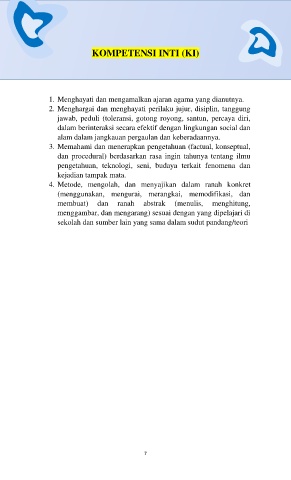 KOMPETENSI INTI (KI)
1. Menghayati dan mengamalkan ajaran agama yang dianutnya.
2. Menghargai dan menghayati perilaku jujur, disiplin, tanggung
jawab, peduli (toleransi, gotong royong, santun, percaya diri,
dalam berinteraksi secara efektif dengan lingkungan social dan
alam dalam jangkauan pergaulan dan keberadaannya.
3. Memahami dan menerapkan pengetahuan (factual, konseptual,
dan procedural) berdasarkan rasa ingin tahunya tentang ilmu
pengetahuan, teknologi, seni, budaya terkait fenomena dan
kejadian tampak mata.
4. Metode, mengolah, dan menyajikan dalam ranah konkret
(menggunakan, mengurai, merangkai, memodifikasi, dan
membuat) dan ranah abstrak (menulis, menghitung,
menggambar, dan mengarang) sesuai dengan yang dipelajari di
sekolah dan sumber lain yang sama dalam sudut pandang/teori
7